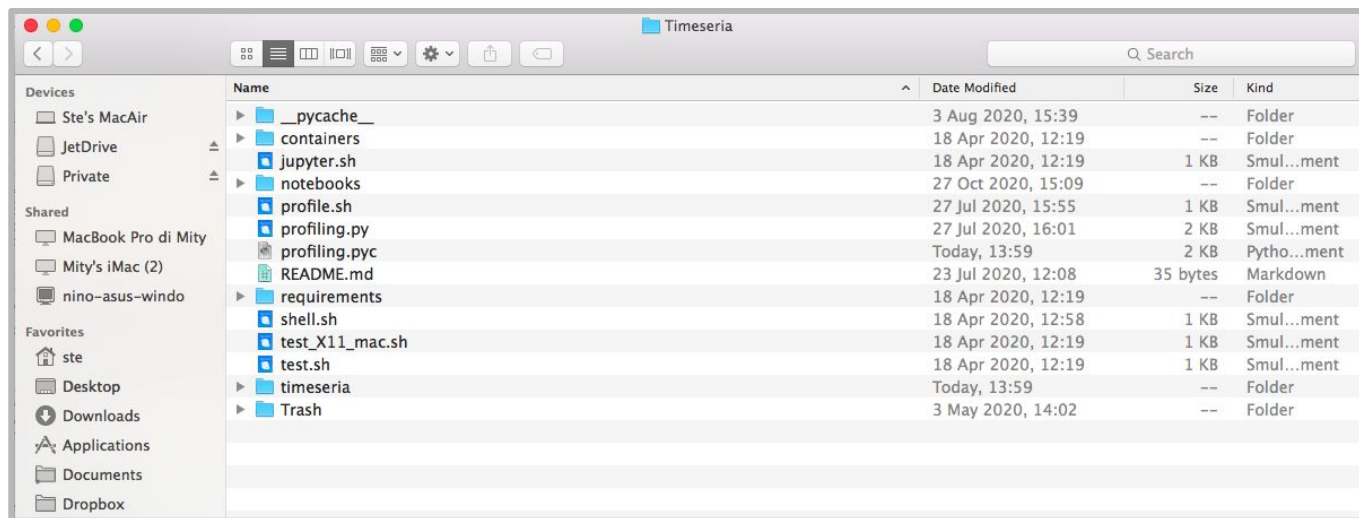 Timeseria
Search
Devices
Ste's MacAir
JetDrive
Private
Shared
MacBook Pro di Mity
Mity's iMac (2)
nino-asus-windo
Favorites
ste
Desktop
Downloads
Applications
Documents
Dropbox
Name Date Modified Size Kind
__pycache__ 3 Aug 2020, 15:39 -- Folder
containers 18 Apr 2020, 12:19 -- Folder
jupyter.sh 18 Apr 2020, 12:19 1 KB Smul...ment
notebooks 27 Oct 2020, 15:09 -- Folder
profile.sh 27 Jul 2020, 15:55 1 KB Smul...ment
profiling.py 27 Jul 2020, 16:01 2 KB Smul...ment
profiling.pyc Today, 13:59 2 KB Pytho...ment
README.md 23 Jul 2020, 12:08 35 bytes Markdown
requirements 18 Apr 2020, 12:19 -- Folder
shell.sh 18 Apr 2020, 12:58 1 KB Smul...ment
test_X11_mac.sh 18 Apr 2020, 12:19 1 KB Smul...ment
test.sh 18 Apr 2020, 12:19 1 KB Smul...ment
timeseria Today, 13:59 -- Folder
Trash 3 May 2020, 14:02 -- Folder